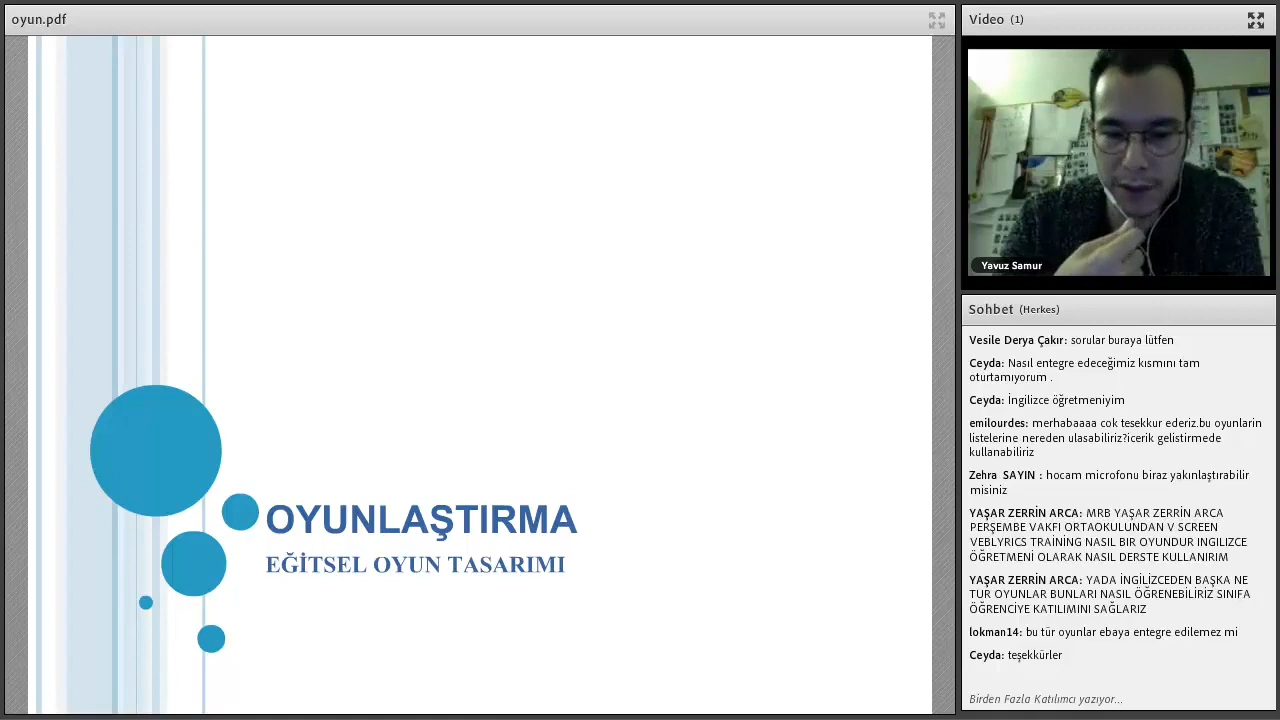 oyun.pdf
OYUNLAŞTIRMA
EĞİTSEL OYUN TASARIMI
Video (1)
Yavuz Samur
Sohbet (Herkes)
Vesile Derya Çakır: sorular buraya lütfen
Ceyda: Nasıl entegre edeceğimiz kısmını tam
oturtamıyorum .
Ceyda: İngilizce öğretmeniyim
emilourdes: merhabaaaa cok tesekkur ederiz.bu oyunlarin
listelerine nereden ulasabiliriz?icerik gelistirmede
kullanabiliriz
Zehra SAYIN : hocam microfonu biraz yakınlaştırabilir
misiniz
YAŞAR ZERRİN ARCA: MRB YAŞAR ZERRİN ARCA
PERŞEMBE VAKFI ORTAOKULUNDAN V SCREEN
VEBLYRICS TRAİNİNG NASIL BIR OYUNDUR INGILIZCE
ÖĞRETMENİ OLARAK NASIL DERSTE KULLANIRIM
YAŞAR ZERRİN ARCA: YADA İNGİLİZCEDEN BAŞKA NE
TUR OYUNLAR BUNLARI NASIL ÖĞRENEBİLİRİZ SINIFA
ÖĞRENCİYE KATILIMINI SAĞLARIZ
lokman14: bu tür oyunlar ebaya entegre edilemez mi
Ceyda: teşekkürler
Birden Fazla Katılımcı yazıyor...